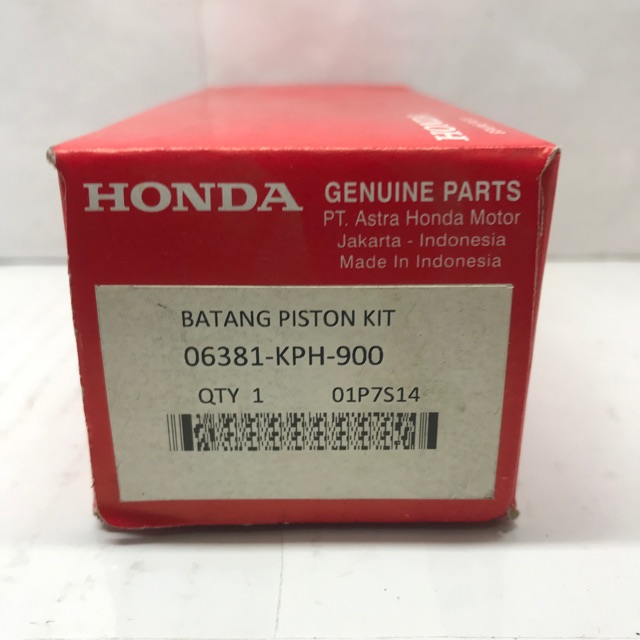 HONDA
HONDA
GENUINE PARTS
PT. Astra Honda Motor
Jakarta - Indonesia
Made In Indonesia
BATANG PISTON KIT
06381-KPH-900
QTY 1 01P7S14